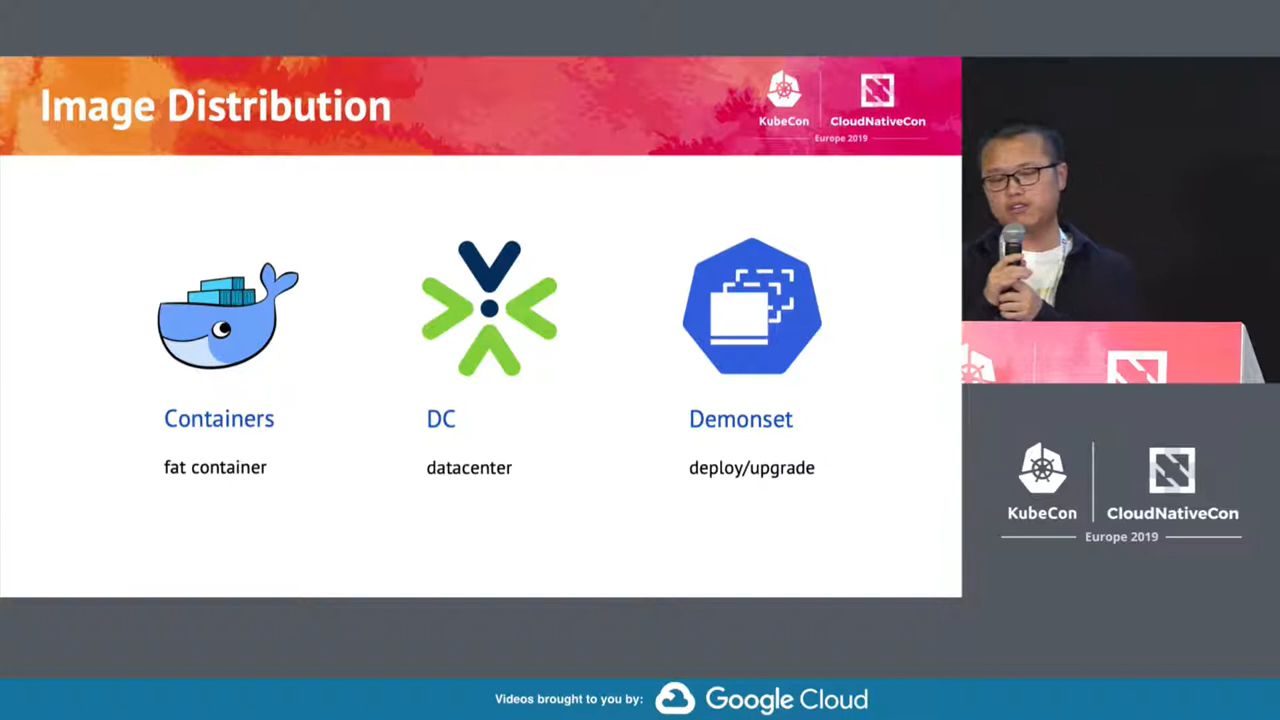 Image Distribution
KubeCon
CloudNativeCon
Europe 2019
Containers
DC
Demonset
fat container
datacenter
deploy/upgrade
KubeCon
CloudNativeCon
Europe 2019
Videos brought to you by:
Google Cloud